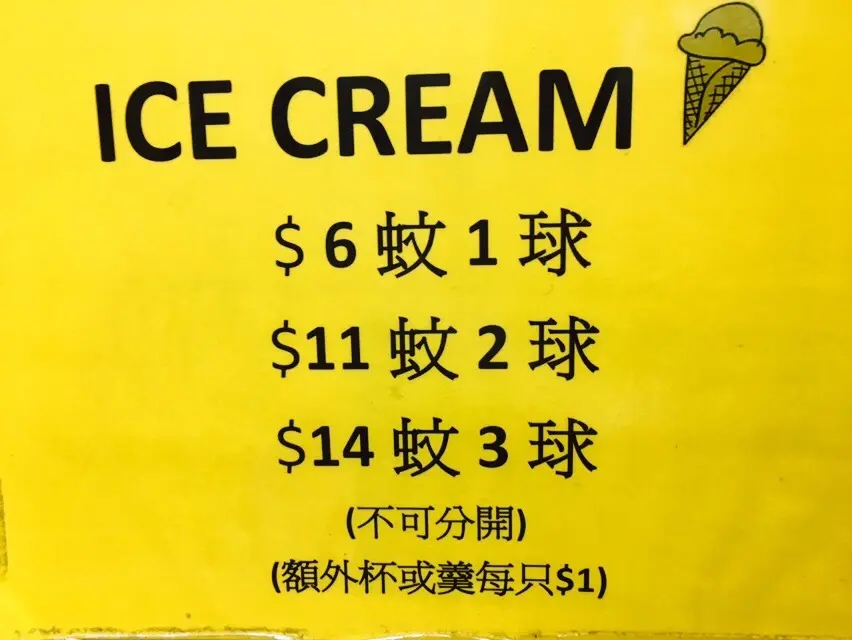 ICE CREAM
$ 6 蚊 1 球
$11 蚊 2 球
$14 蚊 3 球
(不可分開)
(額外杯或羹每只$1)